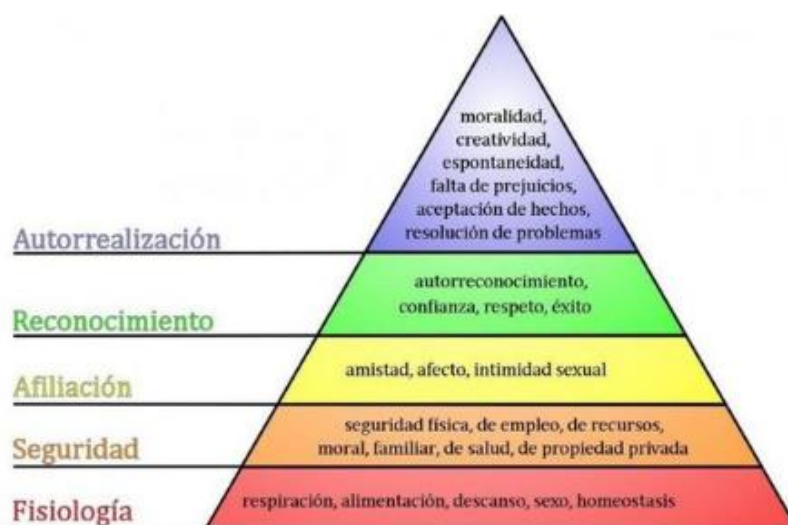 moralidad,
creatividad,
espontaneidad,
falta de prejuicios,
aceptación de hechos,
resolución de problemas
Autorrealización
autorreconocimiento,
confianza, respeto, éxito
Reconocimiento
amistad, afecto, intimidad sexual
Afiliación
seguridad física, de empleo, de recursos,
moral, familiar, de salud, de propiedad privada
Seguridad
respiración, alimentación, descanso, sexo, homeostasis
Fisiología